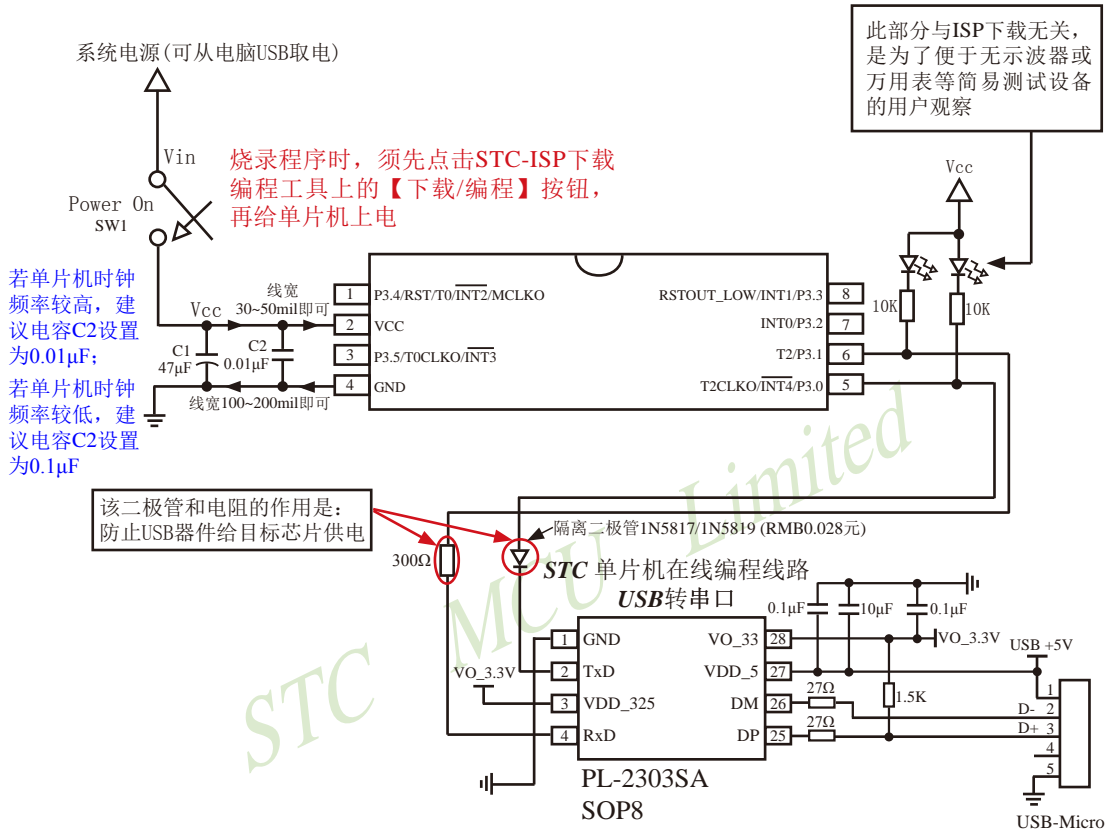 系统电源(可从电脑USB取电)
此部分与ISP下载无关，
是为了便于无示波器或
万用表等简易测试设备
的用户观察
Vin
Power On
SW1
烧录程序时，须先点击STC-ISP下载
编程工具上的【下载/编程】按钮，
再给单片机上电
Vcc
10K
10K
若单片机时钟
频率较高，建
议电容C2设置
为0.01μF；
若单片机时钟
频率较低，建
议电容C2设置
为0.1μF
线宽
30~50mil即可
Vcc
C1
47μF
C2
0.01μF
线宽100~200mil即可
1 P3.4/RST/T0/INT2/MCLKO
2 VCC
3 P3.5/T0CLKO/INT3
4 GND
RSTOUT_LOW/INT1/P3.3 8
INT0/P3.2 7
T2/P3.1 6
T2CLKO/INT4/P3.0 5
该二极管和电阻的作用是：
防止USB器件给目标芯片供电
300Ω
隔离二极管1N5817/1N5819 (RMB0.028元)
STC 单片机在线编程线路
USB转串口
STC MCU Limited
1 GND
2 TxD
3 VDD_325
4 RxD
VO_3.3V
VO_33 28
VDD_5 27
DM 26
DP 25
PL-2303SA
SOP8
0.1μF
10μF
0.1μF
VO_3.3V
USB +5V
27Ω
27Ω
1.5K
D-
D+
1
2
3
4
5
USB-Micro